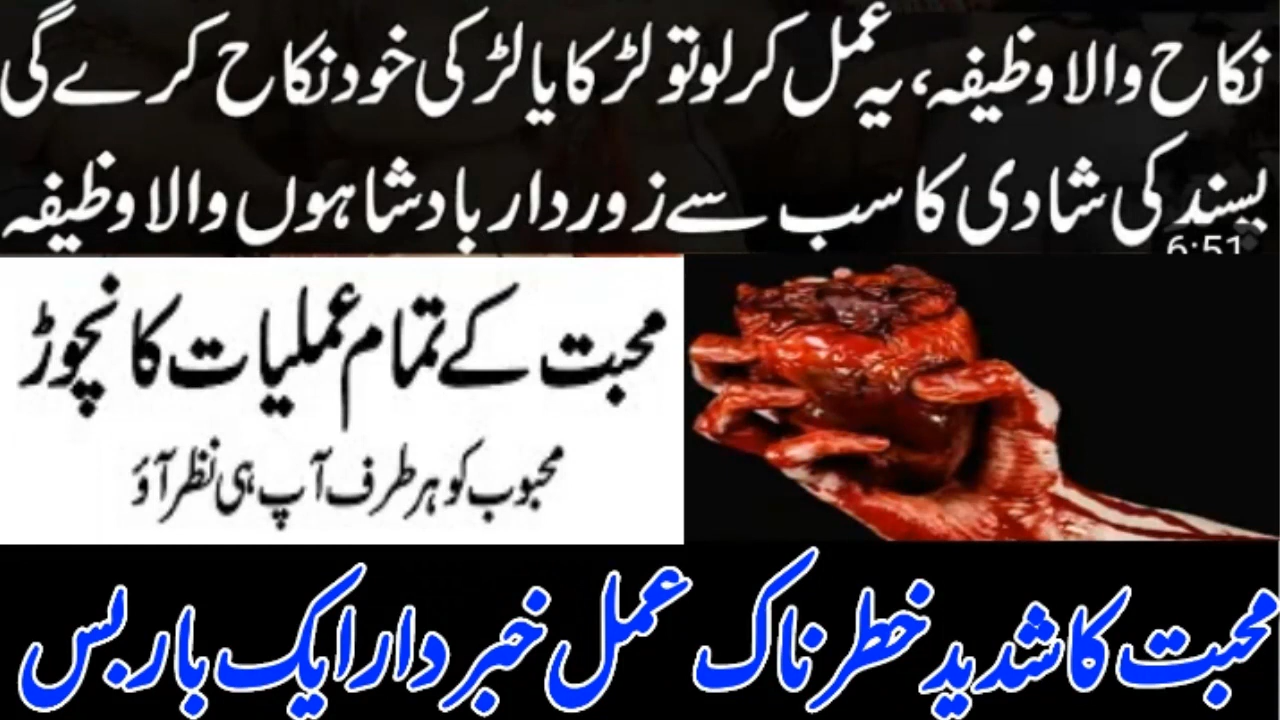 نکاح والا وظیفہ، یہ عمل کر لو تو لڑکا یا لڑکی خود نکاح کرے گی
پسند کی شادی کا سب سے زوردار بادشاہوں والا وظیفہ
6:51
محبت کے تمام عملیات کا نچوڑ
محبوب کو ہر طرف آپ ہی نظر آؤ
محبت کا شدید خطرناک عمل خبردار ایک بار بس